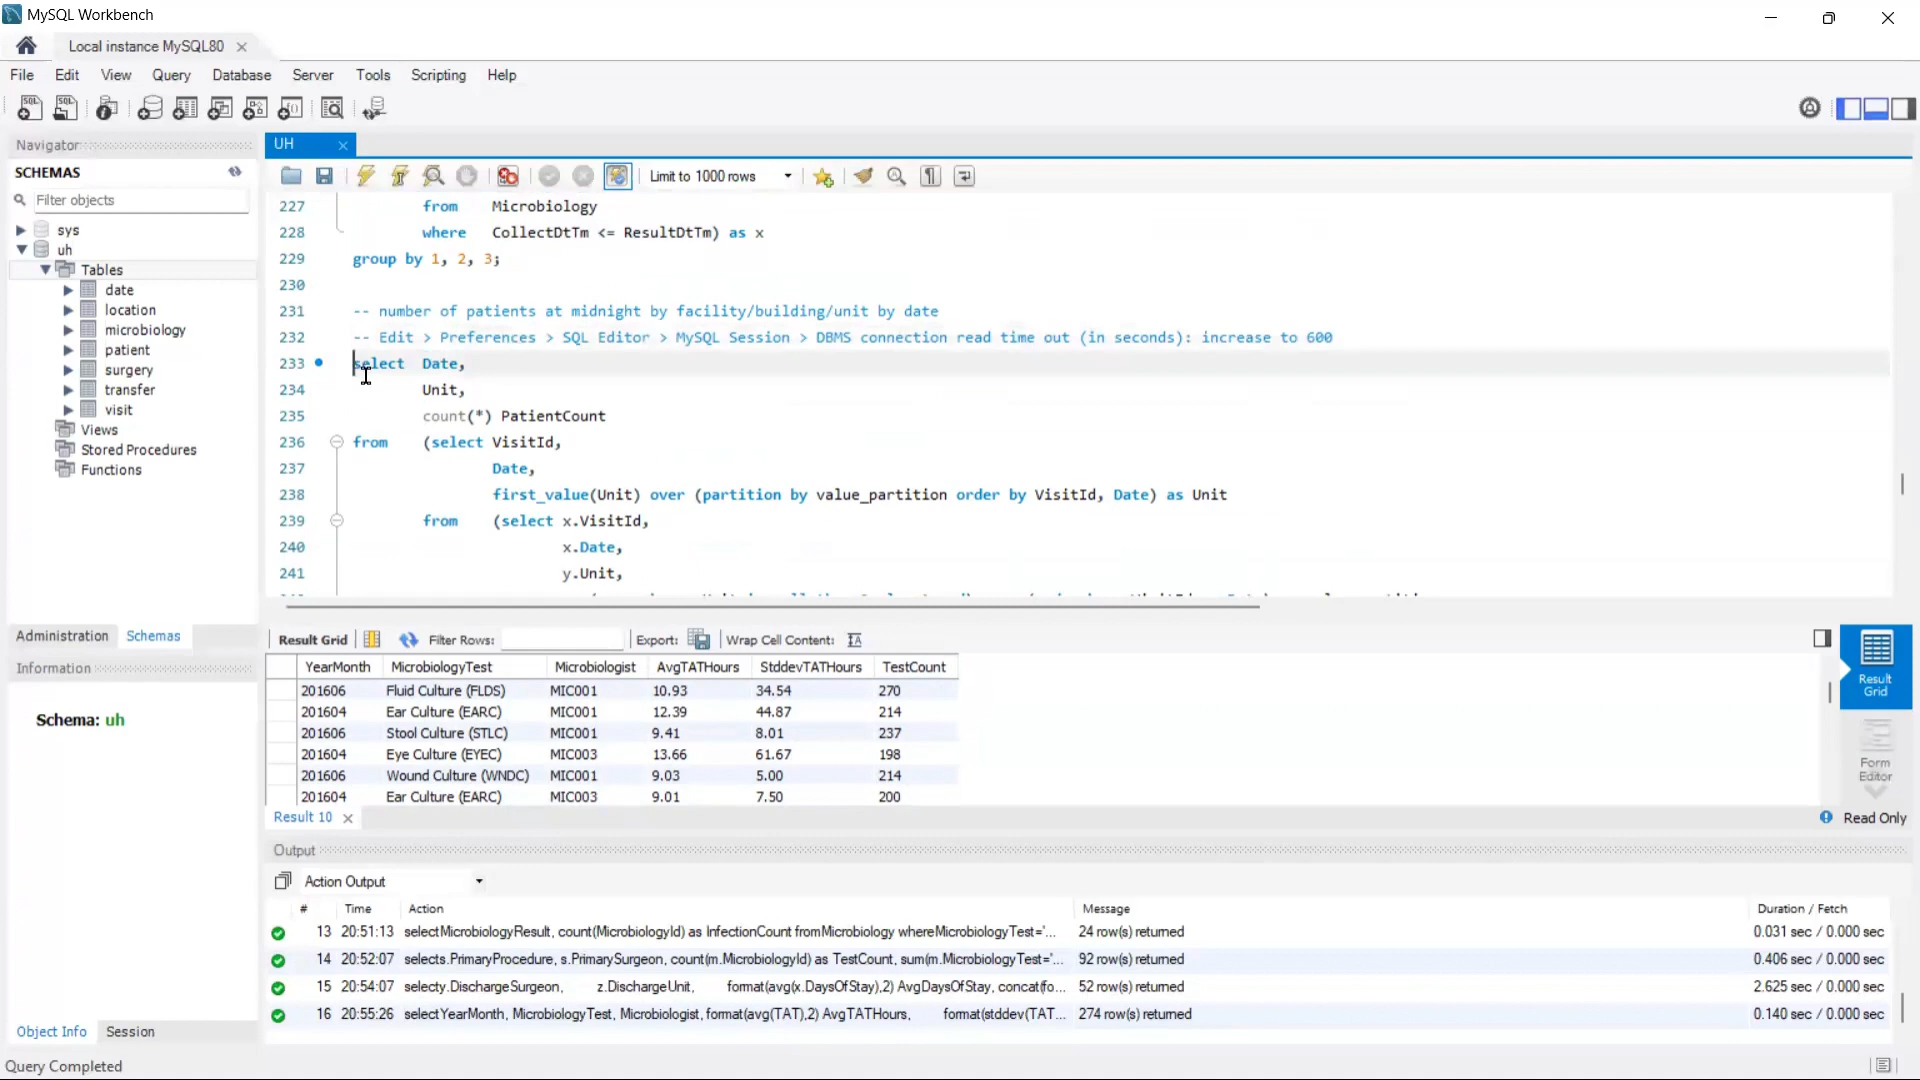 MySQL Workbench
Local instance MySQL80
File Edit View Query Database Server Tools Scripting Help
Navigator
UH
SCHEMAS
Limit to 1000 rows
Filter objects
sys
uh
Tables
date
location
microbiology
patient
surgery
transfer
visit
Views
Stored Procedures
Functions
227 from Microbiology
228 where CollectDtTm <= ResultDtTm) as x
229 group by 1, 2, 3;
230
231 -- number of patients at midnight by facility/building/unit by date
232 -- Edit > Preferences > SQL Editor > MySQL Session > DBMS connection read time out (in seconds): increase to 600
233 select Date,
234 Unit,
235 count(*) PatientCount
236 from (select VisitId,
237 Date,
238 first_value(Unit) over (partition by value_partition order by VisitId, Date) as Unit
239 from (select x.VisitId,
240 x.Date,
241 y.Unit,
Administration Schemas
Information
Schema: uh
Object Info Session
Result Grid Filter Rows: Export: Wrap Cell Content:
YearMonth MicrobiologyTest Microbiologist AvgTATHours StddevTATHours TestCount
201606 Fluid Culture (FLDS) MIC001 10.93 34.54 270
201604 Ear Culture (EARC) MIC001 12.39 44.87 214
201606 Stool Culture (STLC) MIC001 9.41 8.01 237
201604 Eye Culture (EYEC) MIC003 13.66 61.67 198
201606 Wound Culture (WNDC) MIC001 9.03 5.00 214
201604 Ear Culture (EARC) MIC003 9.01 7.50 200
Result Grid
Form Editor
Result 10
Read Only
Output
Action Output
# Time Action Message Duration / Fetch
13 20:51:13 selectMicrobiologyResult, count(MicrobiologyId) as InfectionCount fromMicrobiology whereMicrobiologyTest='... 24 row(s) returned 0.031 sec / 0.000 sec
14 20:52:07 selects.PrimaryProcedure, s.PrimarySurgeon, count(m.MicrobiologyId) as TestCount, sum(m.MicrobiologyTest='... 92 row(s) returned 0.406 sec / 0.000 sec
15 20:54:07 selecty.DischargeSurgeon, z.DischargeUnit, format(avg(x.DaysOfStay),2) AvgDaysOfStay, concat(fo... 52 row(s) returned 2.625 sec / 0.000 sec
16 20:55:26 selectYearMonth, MicrobiologyTest, Microbiologist, format(avg(TAT),2) AvgTATHours, format(stddev(TAT... 274 row(s) returned 0.140 sec / 0.000 sec
Query Completed